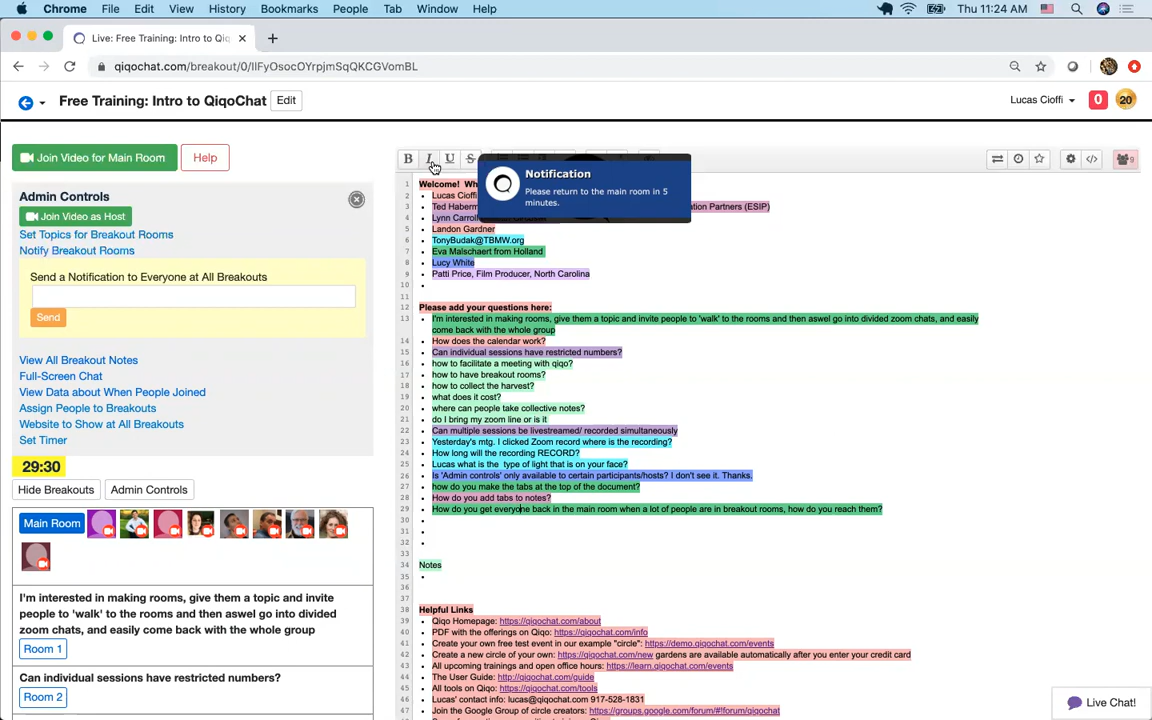 Chrome File Edit View History Bookmarks People Tab Window Help Thu 11:24 AM
Live: Free Training: Intro to Qiq
qiqochat.com/breakout/0/IlFyOsocOYrpjmSqQKCGVomBL
Free Training: Intro to QiqoChat Edit Lucas Cioffi 0 20
Join Video for Main Room Help
Admin Controls
Join Video as Host
Set Topics for Breakout Rooms
Notify Breakout Rooms
Send a Notification to Everyone at All Breakouts
Send
View All Breakout Notes
Full-Screen Chat
View Data about When People Joined
Assign People to Breakouts
Website to Show at All Breakouts
Set Timer
29:30
Hide Breakouts Admin Controls
Main Room
I'm interested in making rooms, give them a topic and invite
people to 'walk' to the rooms and then aswel go into divided
zoom chats, and easily come back with the whole group
Room 1
Can individual sessions have restricted numbers?
Room 2
B I U S
Notification
Please return to the main room in 5
minutes.
1 Welcome! Wh
2 Lucas Cioffi
3 Ted Haberm ation Partners (ESIP)
4 Lynn Carro
5 Landon Gardner
6 TonyBudak@TBMW.org
7 Eva Malschaert from Holland
8 Lucy White
9 Patti Price, Film Producer, North Carolina
10
11
12 Please add your questions here:
13 I'm interested in making rooms, give them a topic and invite people to 'walk' to the rooms and then aswel go into divided zoom chats, and easily
come back with the whole group
14 How does the calendar work?
15 Can individual sessions have restricted numbers?
16 how to facilitate a meeting with qiqo?
17 how to have breakout rooms?
18 how to collect the harvest?
19 what does it cost?
20 where can people take collective notes?
21 do I bring my zoom line or is it
22 Can multiple sessions be livestreamed/ recorded simultaneously
23 Yesterday's mtg. I clicked Zoom record where is the recording?
24 How long will the recording RECORD?
25 Lucas what is the type of light that is on your face?
26 Is 'Admin controls' only available to certain participants/hosts? I don't see it. Thanks.
27 how do you make the tabs at the top of the document?
28 How do you add tabs to notes?
29 How do you get everyone back in the main room when a lot of people are in breakout rooms, how do you reach them?
30
31
32
33
34 Notes
35
36
37
38 Helpful Links
39 Qiqo Homepage: https://qiqochat.com/about
40 PDF with the offerings on Qiqo: https://qiqochat.com/info
41 Create your own free test event in our example "circle": https://demo.qiqochat.com/events
42 Create a new circle of your own: https://qiqochat.com/new gardens are available automatically after you enter your credit card
43 All upcoming trainings and open office hours: https://learn.qiqochat.com/events
44 The User Guide: http://qiqochat.com/guide
45 All tools on Qiqo: https://qiqochat.com/tools
46 Lucas' contact info: lucas@qiqochat.com 917-528-1831
47 Join the Google Group of circle creators: https://groups.google.com/forum/#!forum/qiqochat
Live Chat!